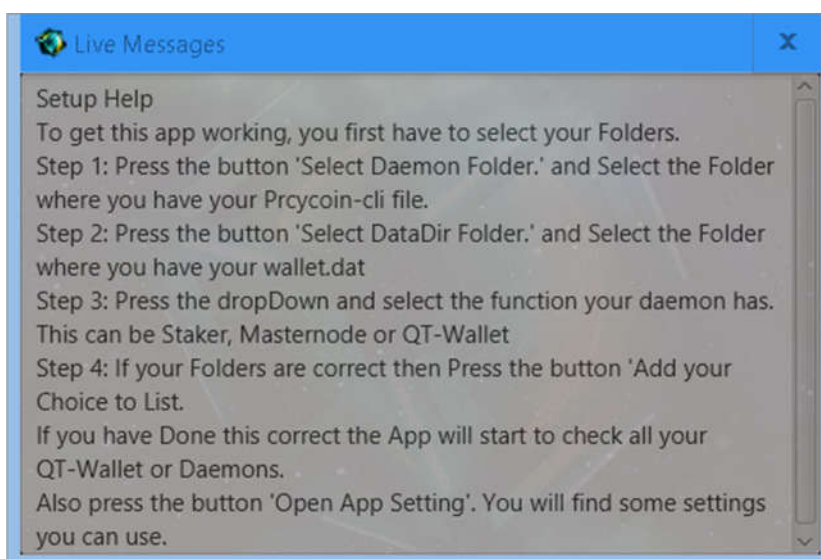 Live Messages
Setup Help
To get this app working, you first have to select your Folders.
Step 1: Press the button 'Select Daemon Folder.' and Select the Folder
where you have your Prcycoin-cli file.
Step 2: Press the button 'Select DataDir Folder.' and Select the Folder
where you have your wallet.dat
Step 3: Press the dropDown and select the function your daemon has.
This can be Staker, Masternode or QT-Wallet
Step 4: If your Folders are correct then Press the button 'Add your
Choice to List.
If you have Done this correct the App will start to check all your
QT-Wallet or Daemons.
Also press the button 'Open App Setting'. You will find some settings
you can use.